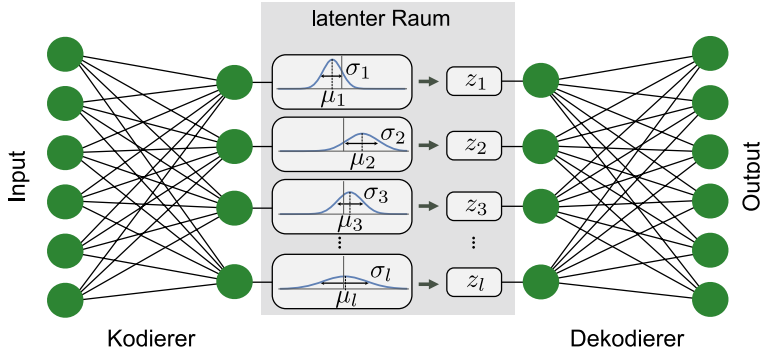 latenter Raum
σ1
μ1
z1
σ2
μ2
z2
σ3
μ3
z3
...
...
σl
μl
zl
Input
Output
Kodierer
Dekodierer